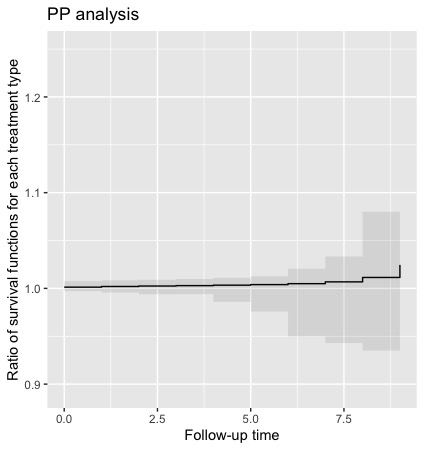 PP analysis
Ratio of survival functions for each treatment type
1.2
1.1
1.0
0.9
0.0 2.5 5.0 7.5
Follow-up time